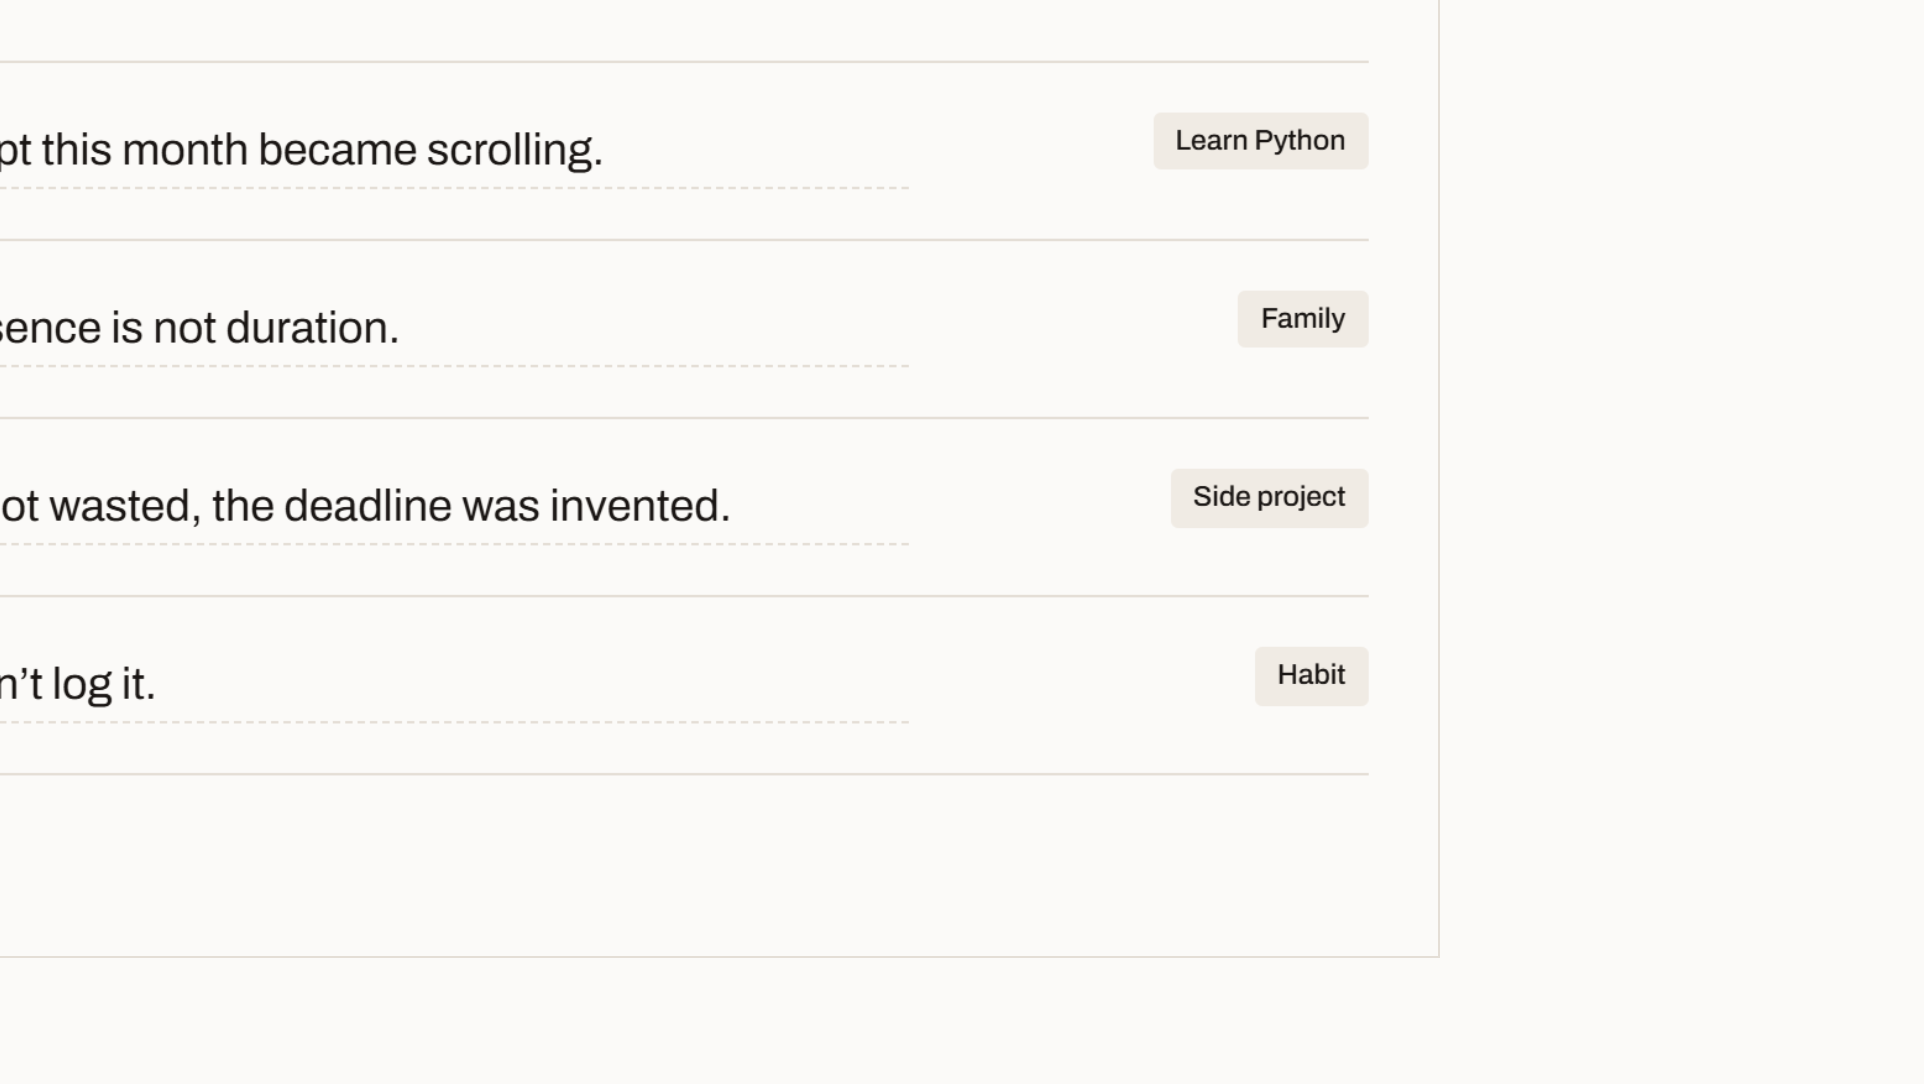 pt this month became scrolling.
Learn Python
sence is not duration.
Family
ot wasted, the deadline was invented.
Side project
n’t log it.
Habit